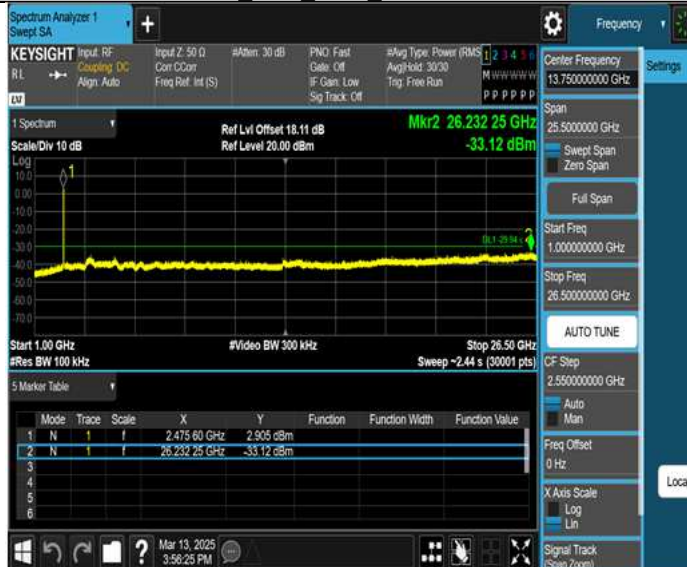 Spectrum Analyzer 1
Swept SA
+
Frequency
KEYSIGHT
RL
Input: RF
Coupling: DC
Align: Auto
Input Z: 50 Ω
Corr CCorr
Freq Ref: Int (S)
#Atten: 30 dB
PNO: Fast
Gate: Off
IF Gain: Low
Sig Track: Off
#Avg Type: Power (RMS
Avg|Hold: 30/30
Trig: Free Run
1 2 3 4 5 6
M W W W W W
P P P P P P
LV
1 Spectrum
Scale/Div 10 dB
Ref Lvl Offset 18.11 dB
Ref Level 20.00 dBm
Mkr2 26.232 25 GHz
-33.12 dBm
Log
10.0
0.00
-10.0
-20.0
-30.0
-40.0
-50.0
-60.0
-70.0
1
Start 1.00 GHz
#Res BW 100 kHz
#Video BW 300 kHz
Stop 26.50 GHz
Sweep ~2.44 s (30001 pts)
5 Marker Table
Mode Trace Scale X Y Function Function Width Function Value
1 N 1 f 2.475 60 GHz 2.905 dBm
2 N 1 f 26.232 25 GHz -33.12 dBm
3
4
5
6
?
Mar 13, 2025
3:56:25 PM
Center Frequency
13.750000000 GHz
Settings
Span
25.5000000 GHz
Swept Span
Zero Span
Full Span
Start Freq
1.000000000 GHz
Stop Freq
26.500000000 GHz
AUTO TUNE
CF Step
2.550000000 GHz
Auto
Man
Freq Offset
0 Hz
X Axis Scale
Log
Lin
Signal Track
(Span Zoom)
Loca